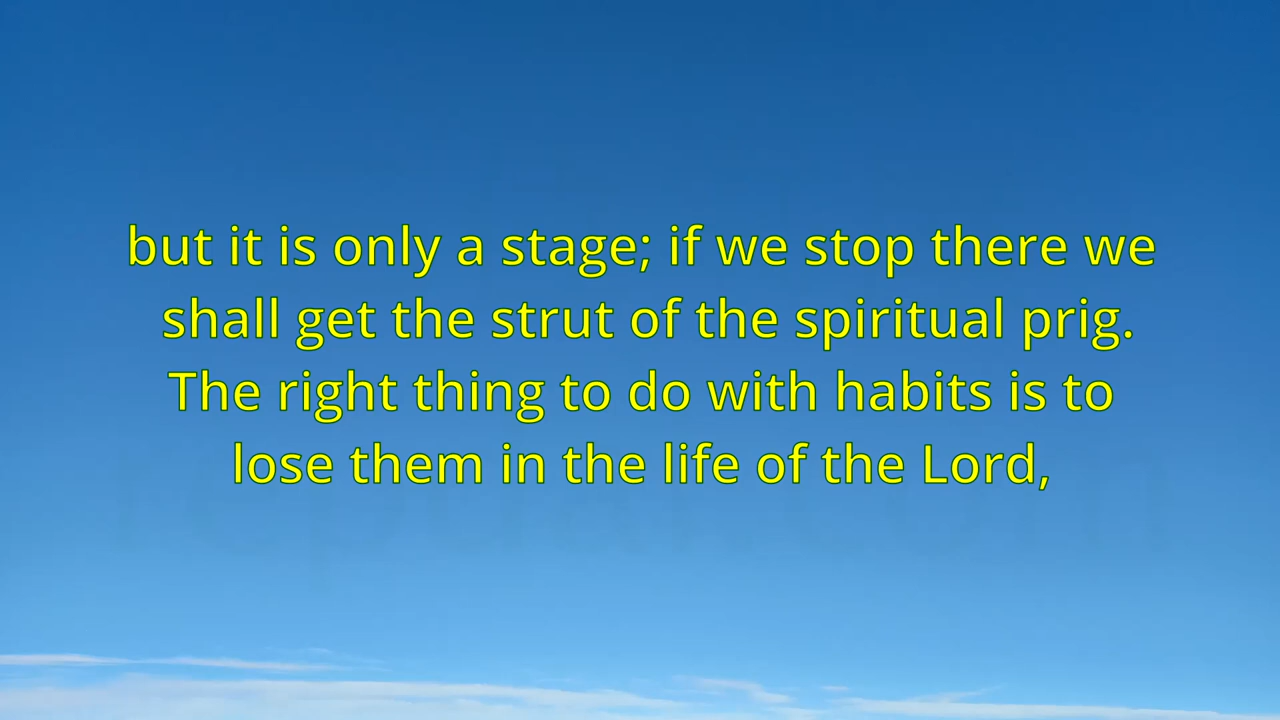 but it is only a stage; if we stop there we
shall get the strut of the spiritual prig.
The right thing to do with habits is to
lose them in the life of the Lord,